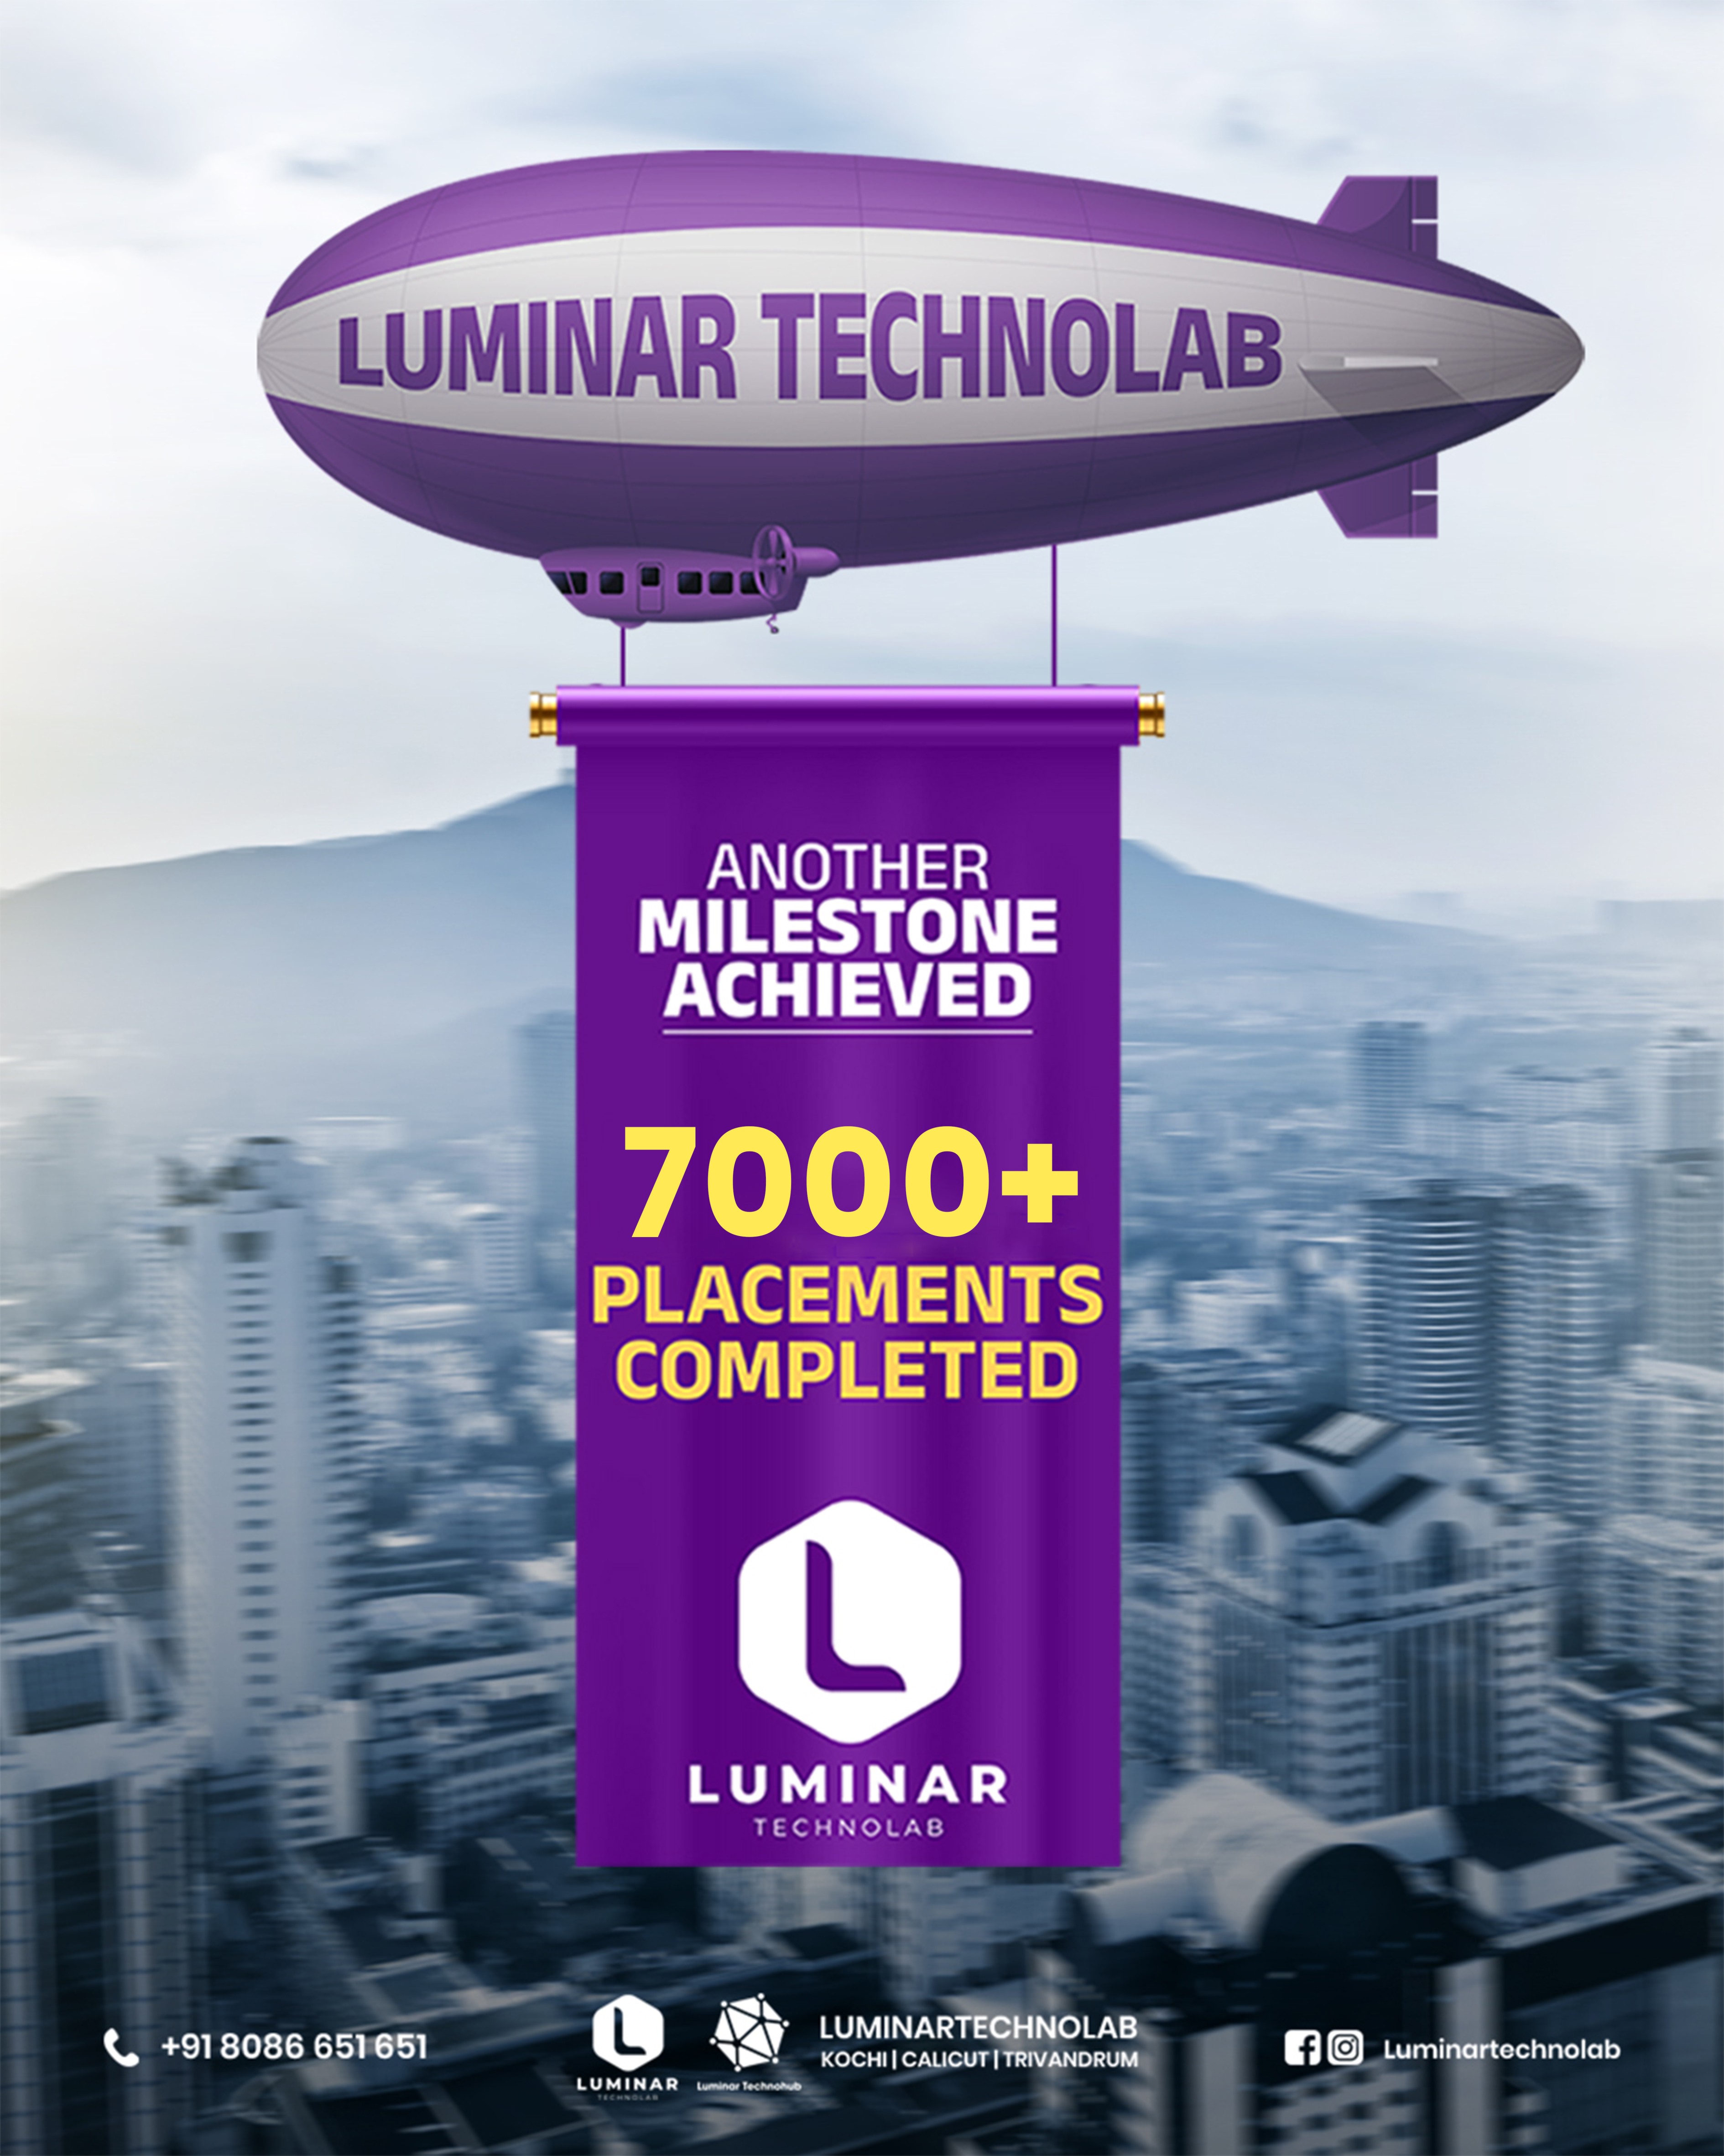 LUMINAR TECHNOLAB
ANOTHER
MILESTONE
ACHIEVED
7000+
PLACEMENTS
COMPLETED
LUMINAR
TECHNOLAB
+91 8086 651 651
LUMINAR
TECHNOLAB
Luminar Technohub
LUMINARTECHNOLAB
KOCHI | CALICUT | TRIVANDRUM
Luminartechnolab